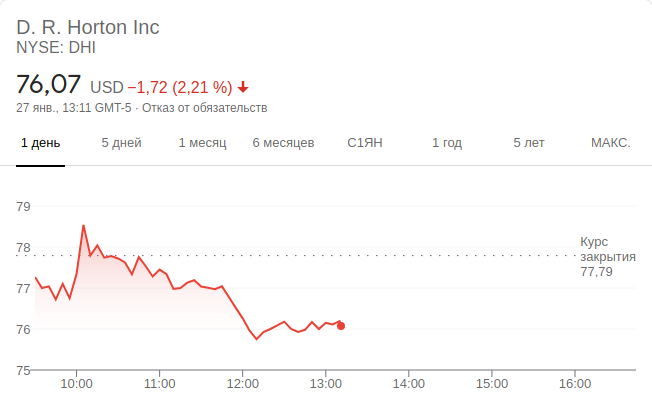 D. R. Horton Inc
NYSE: DHI
76,07 USD −1,72 (2,21 %)
27 янв., 13:11 GMT-5 · Отказ от обязательств
1 день 5 дней 1 месяц 6 месяцев С1ЯН 1 год 5 лет МАКС.
79
78
77
76
75
Курс
закрытия
77,79
10:00 11:00 12:00 13:00 14:00 15:00 16:00